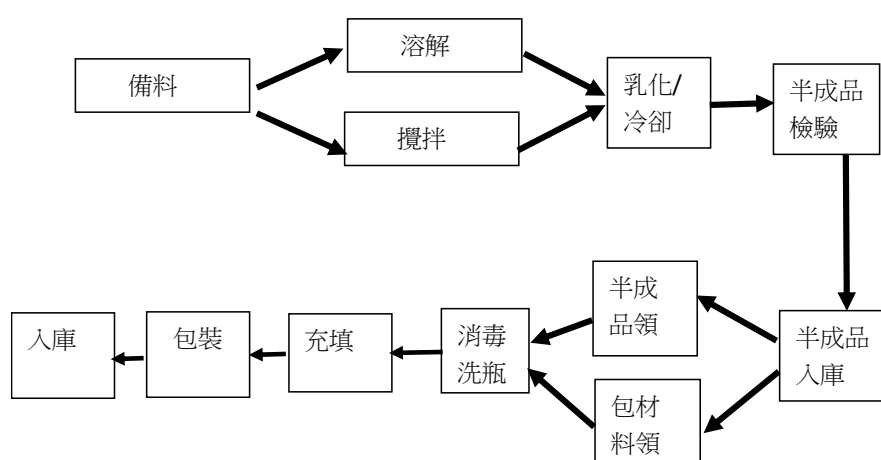 備料
溶解
攪拌
乳化/
冷卻
半成品
檢驗
半成品
入庫
半成
品領
包材
料領
消毒
洗瓶
充填
包裝
入庫